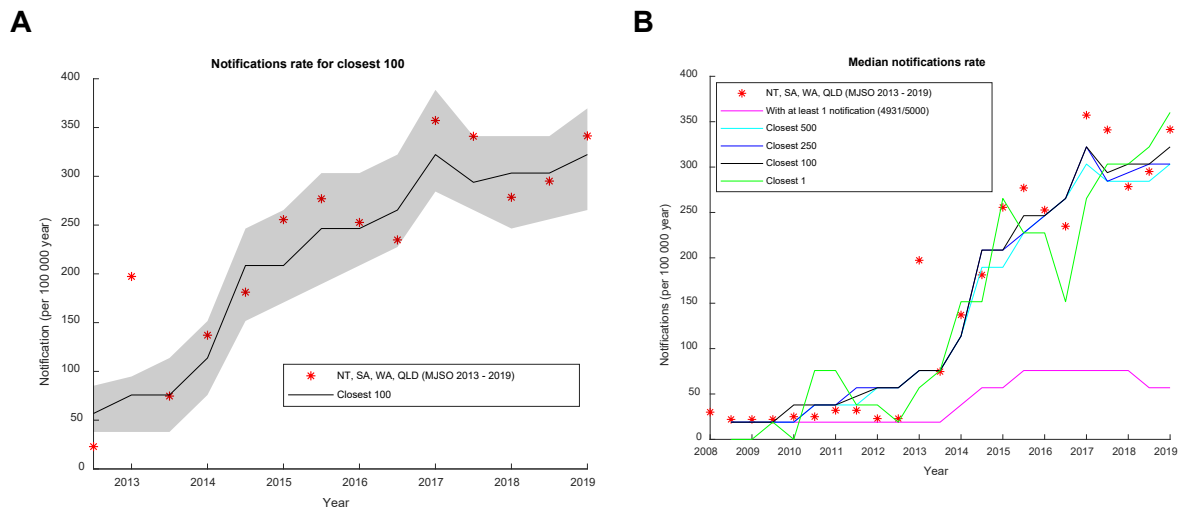 A
Notifications rate for closest 100
400
350
300
250
200
150
100
50
0
Notification (per 100 000 year)
NT, SA, WA, QLD (MJSO 2013 - 2019)
Closest 100
2013 2014 2015 2016 2017 2018 2019
Year
B
Median notifications rate
400
350
300
250
200
150
100
50
0
Notifications (per 100 000 year)
NT, SA, WA, QLD (MJSO 2013 - 2019)
With at least 1 notification (4931/5000)
Closest 500
Closest 250
Closest 100
Closest 1
2008 2009 2010 2011 2012 2013 2014 2015 2016 2017 2018 2019
Year